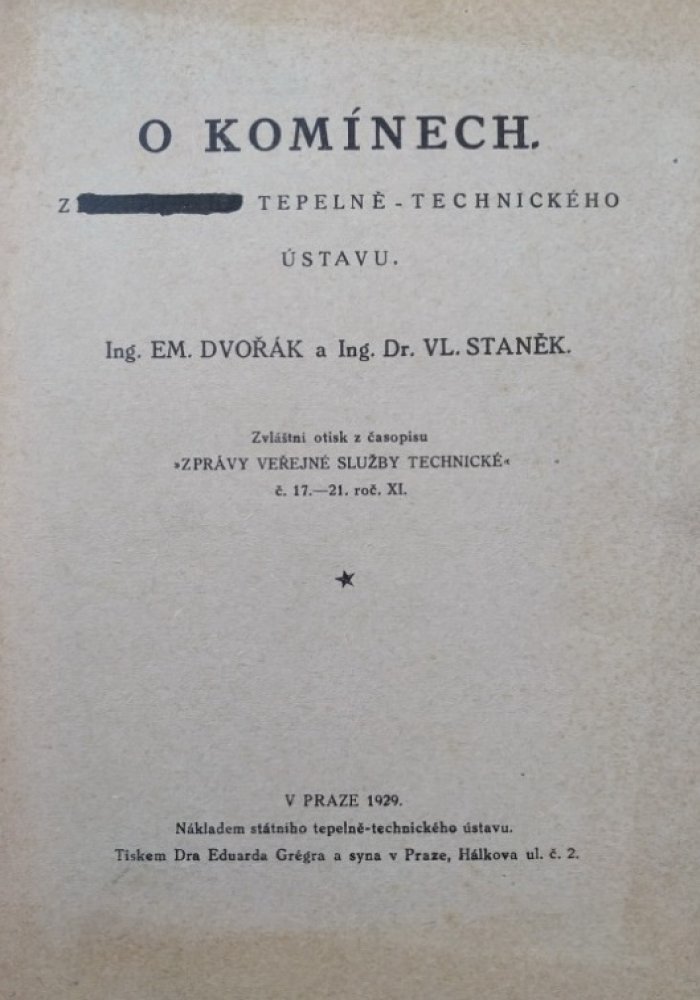 O KOMÍNECH.
Z TEPELNĚ-TECHNICKÉHO
ÚSTAVU.
Ing. EM. DVOŘÁK a Ing. Dr. VL. STANĚK.
Zvláštní otisk z časopisu
»ZPRÁVY VEŘEJNÉ SLUŽBY TECHNICKÉ«
č. 17.—21. roč. XI.
V PRAZE 1929.
Nákladem státního tepelně-technického ústavu.
Tiskem Dra Eduarda Grégra a syna v Praze, Hálkova ul. č. 2.